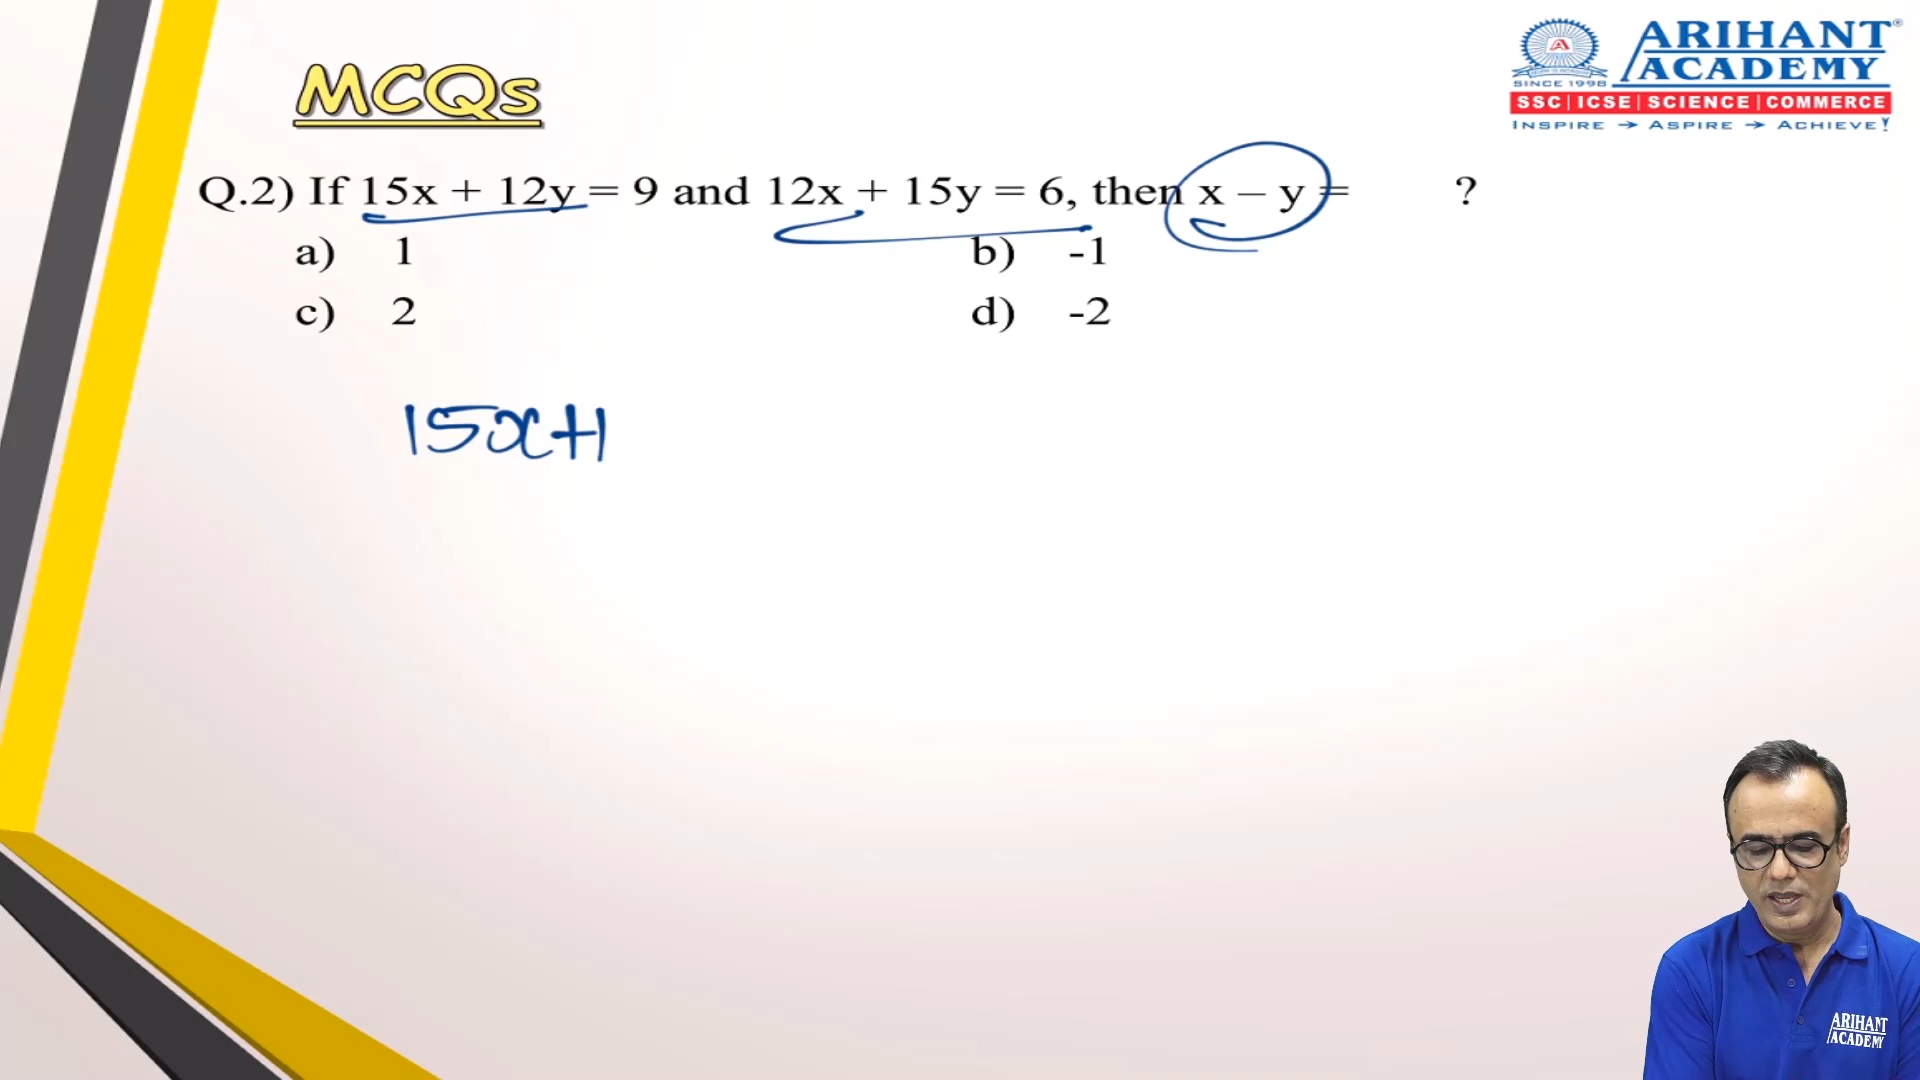 ARIHANT
ACADEMY
SINCE 1998
SSC | ICSE | SCIENCE | COMMERCE
INSPIRE → ASPIRE → ACHIEVE!
MCQs
Q.2) If 15x + 12y = 9 and 12x + 15y = 6, then x – y = ?
a) 1 b) -1
c) 2 d) -2
15x+1
ARIHANT
ACADEMY